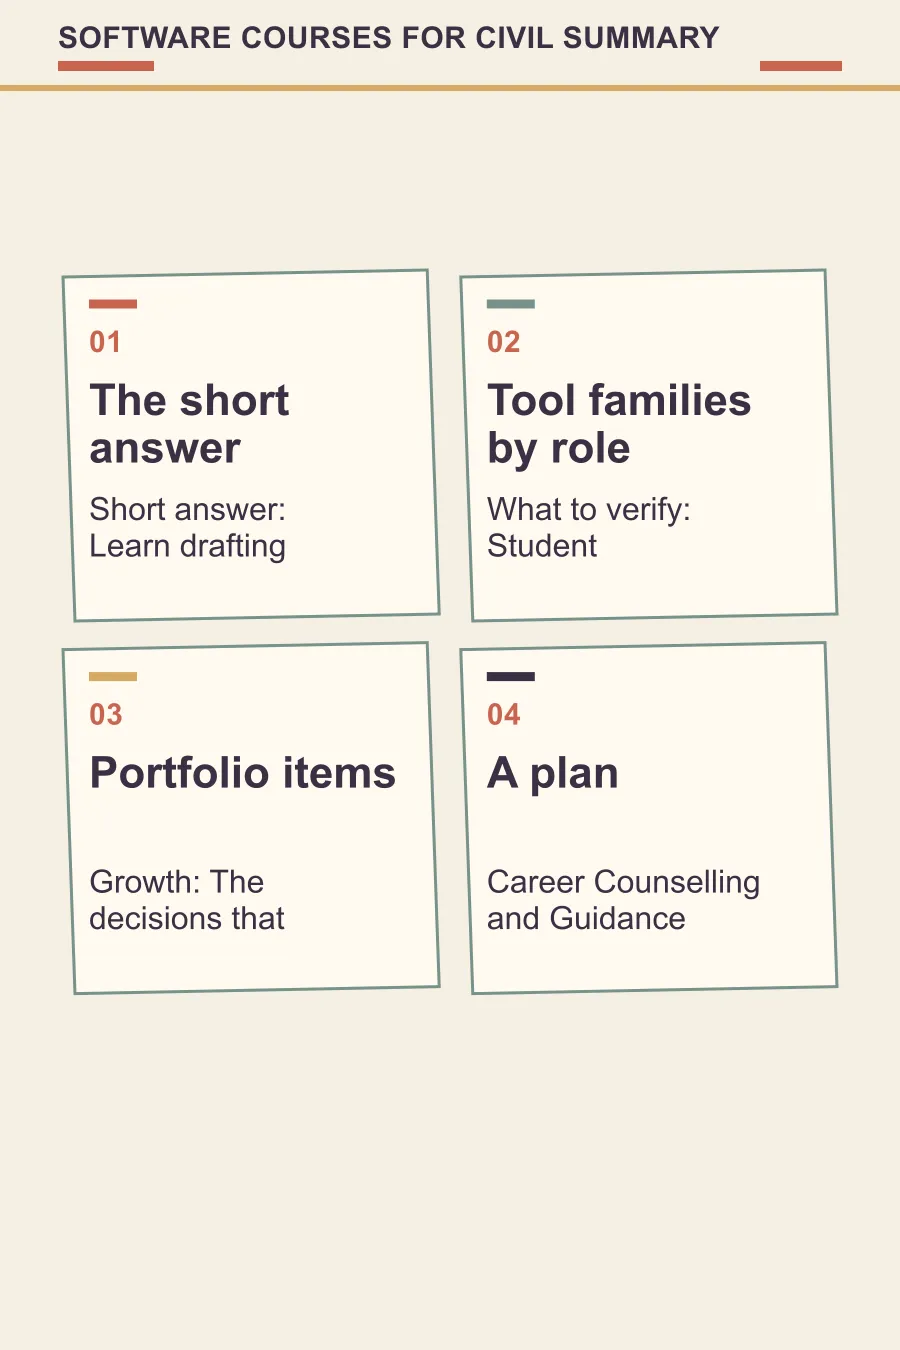 SOFTWARE COURSES FOR CIVIL SUMMARY
01
The short
answer
Short answer:
Learn drafting
02
Tool families
by role
What to verify:
Student
03
Portfolio items
Growth: The
decisions that
04
A plan
Career Counselling
and Guidance